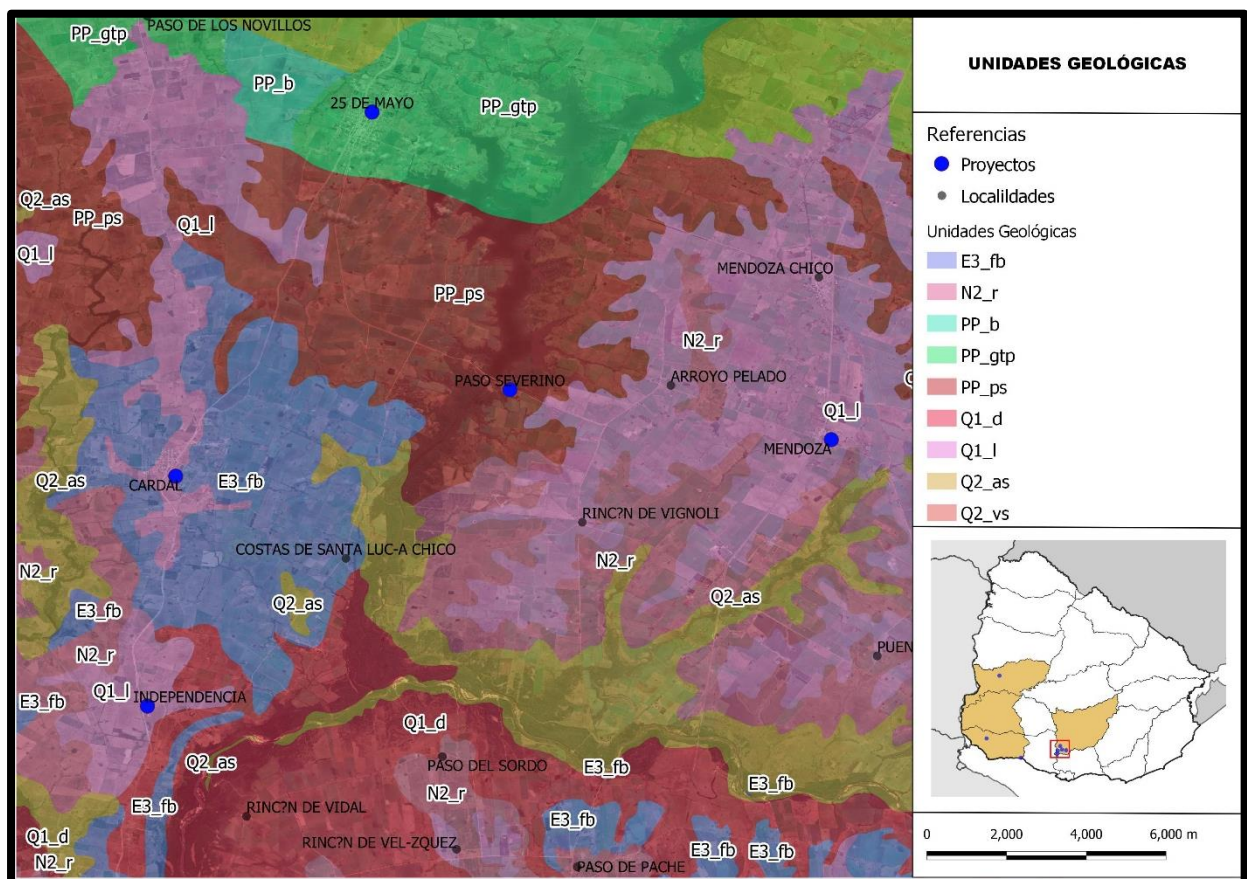 PASO DE LOS NOVILLOS
PP_gtp
PP_b
25 DE MAYO
PP_gtp
Q2_as
PP_ps
Q1_l
Q1_l
MENDOZA CHICO
PP_ps
N2_r
PASO SEVERINO
ARROYO PELADO
Q1_l
MENDOZA
Q2_as
CARDAL
E3_fb
RINC?N DE VIGNOLI
COSTAS DE SANTA LUC-A CHICO
N2_r
N2_r
Q2_as
Q2_as
E3_fb
N2_r
PUEN
Q1_l
INDEPENDENCIA
E3_fb
Q1_d
Q2_as
PASO DEL SORDO
E3_fb
E3_fb
N2_r
E3_fb
RINC?N DE VIDAL
E3_fb
Q1_d
RINC?N DE VEL-ZQUEZ
E3_fb
E3_fb
N2_r
PASO DE PACHE
UNIDADES GEOLÓGICAS
Referencias
Proyectos
Localildades
Unidades Geológicas
E3_fb
N2_r
PP_b
PP_gtp
PP_ps
Q1_d
Q1_l
Q2_as
Q2_vs
0 2,000 4,000 6,000 m